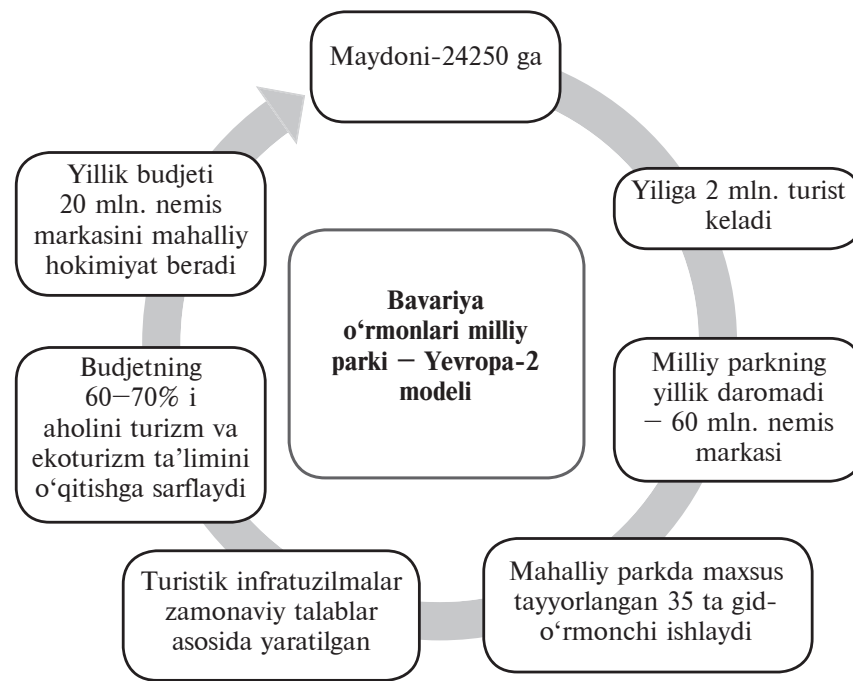 Maydoni-24250 ga
Yiliga 2 mln. turist
keladi
Milliy parkning
yillik daromadi
− 60 mln. nemis
markasi
Mahalliy parkda maxsus
tayyorlangan 35 ta gid-
o‘rmonchi ishlaydi
Turistik infratuzilmalar
zamonaviy talablar
asosida yaratilgan
Budjetning
60−70% i
aholini turizm va
ekoturizm ta’limini
o‘qitishga sarflaydi
Yillik budjeti
20 mln. nemis
markasini mahalliy
hokimiyat beradi
Bavariya
o‘rmonlari milliy
parki − Yevropa-2
modeli